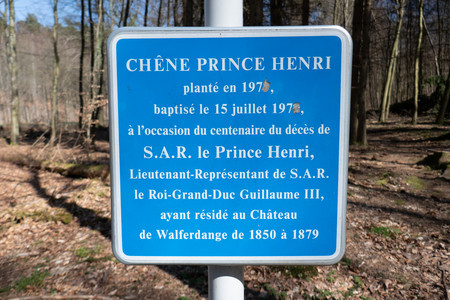 CHÊNE PRINCE HENRI
planté en
baptisé le 15 juillet
à l'occasion du centenaire du décès de
S.A.R. le Prince Henri,
Lieutenant-Représentant de S.A.R.
le Roi-Grand-Duc Guillaume III,
ayant résidé au Château
de Walferdange de 1850 à 1879